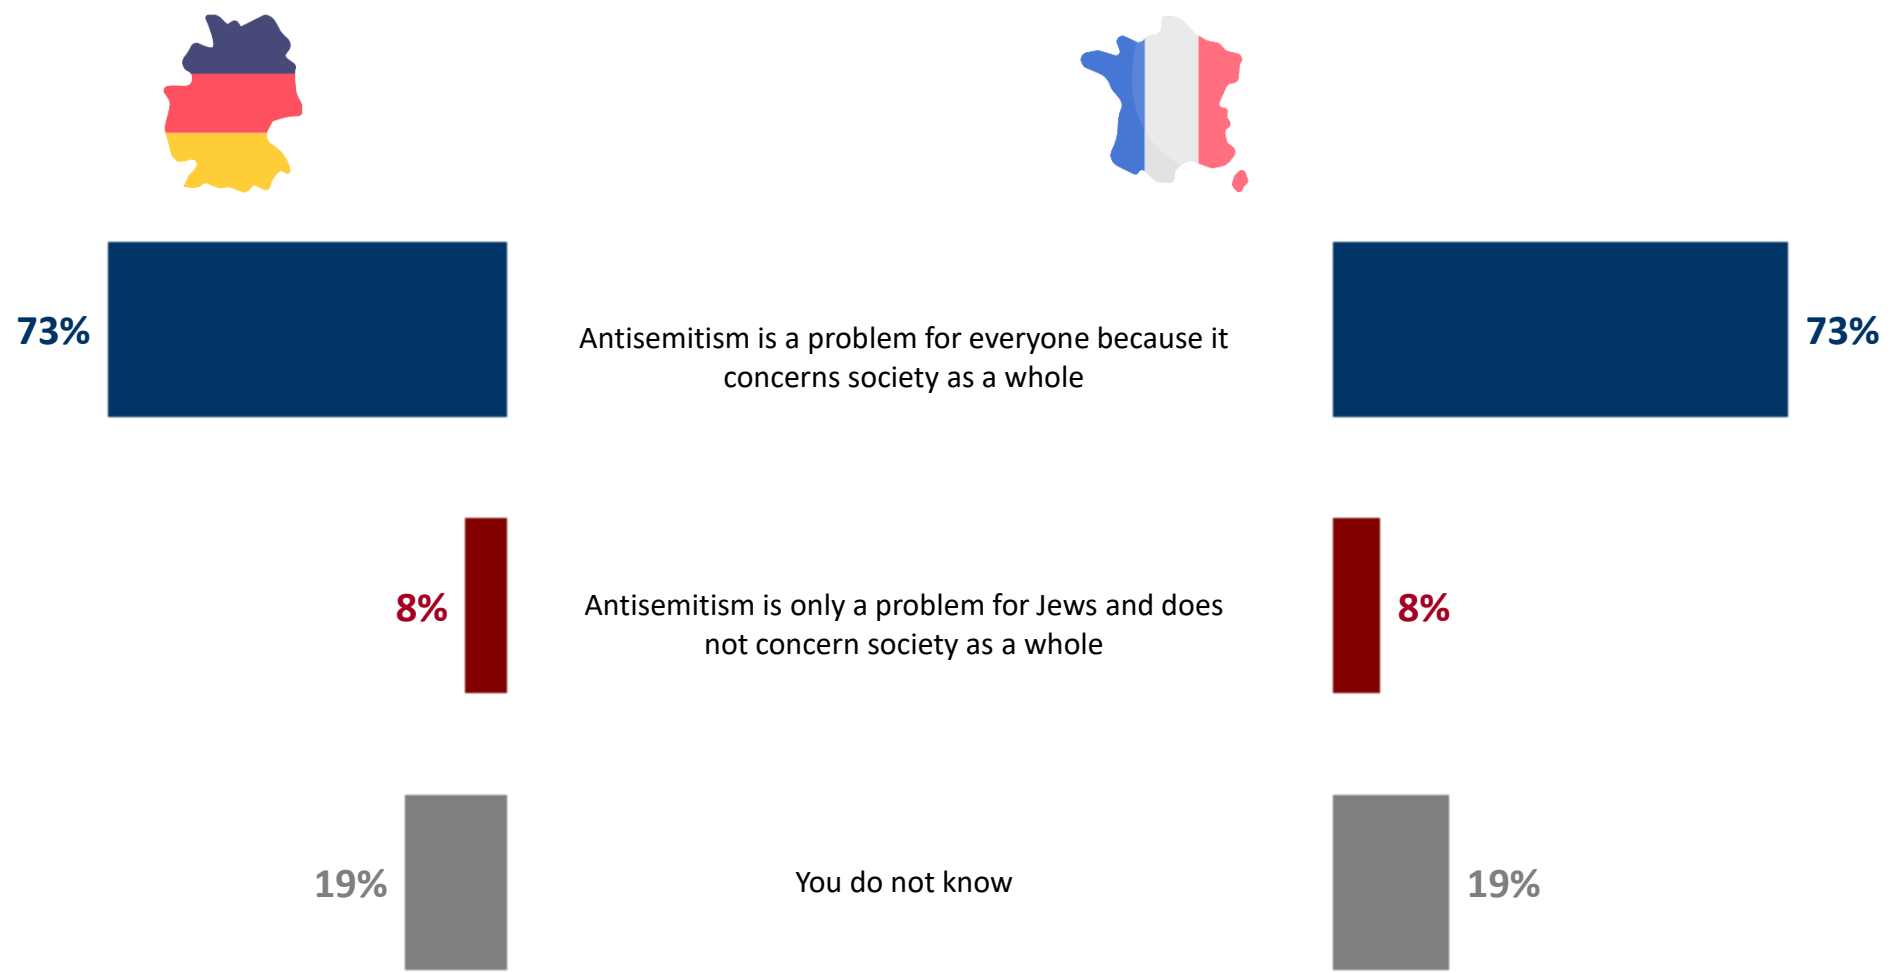 73%
Antisemitism is a problem for everyone because it
concerns society as a whole
73%
8%
Antisemitism is only a problem for Jews and does
not concern society as a whole
8%
19%
You do not know
19%